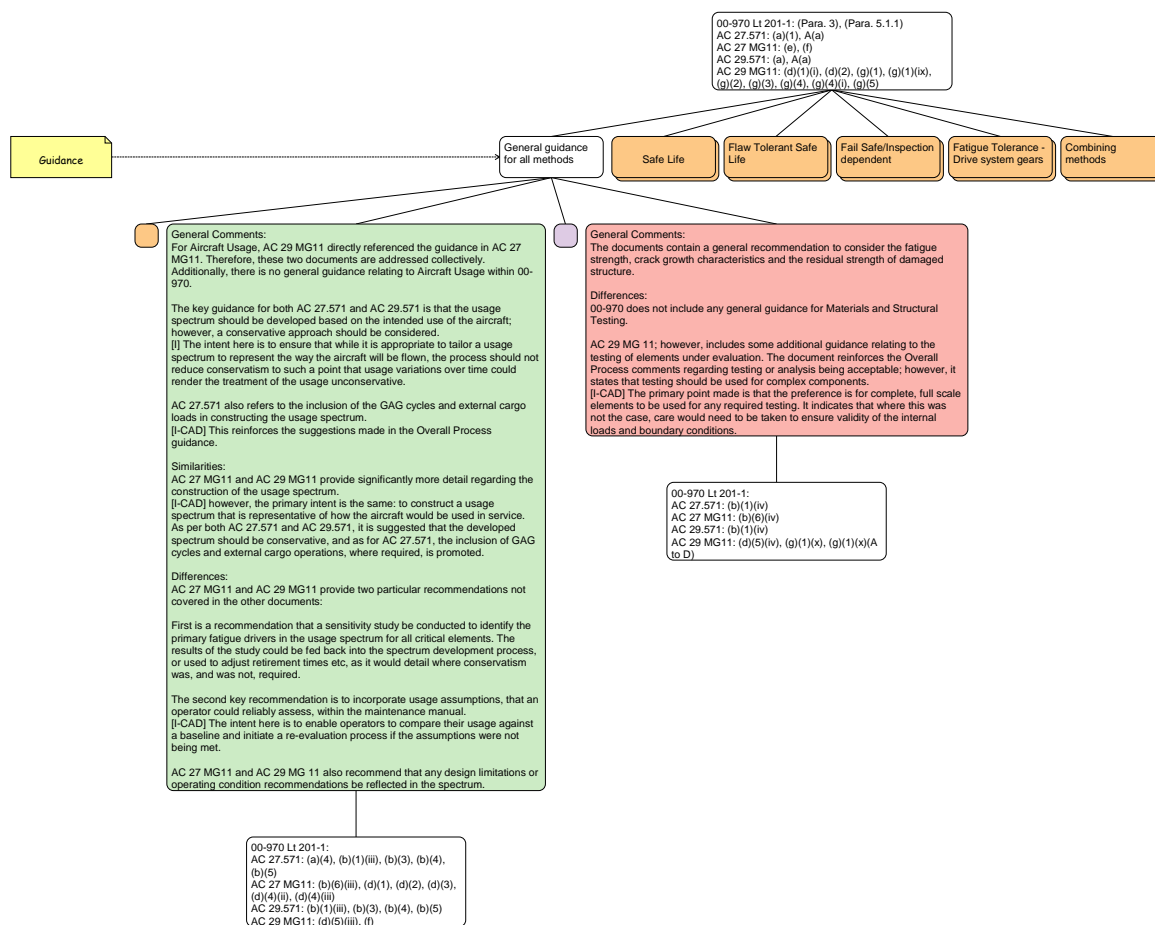 00-970 Lt 201-1: (Para. 3), (Para. 5.1.1)
AC 27.571: (a)(1), A(a)
AC 27 MG11: (e), (f)
AC 29.571: (a), A(a)
AC 29 MG11: (d)(1)(i), (d)(2), (g)(1), (g)(1)(ix),
(g)(2), (g)(3), (g)(4), (g)(4)(i), (g)(5)
Guidance
General guidance
for all methods
Safe Life
Flaw Tolerant Safe
Life
Fail Safe/Inspection
dependent
Fatigue Tolerance -
Drive system gears
Combining
methods
General Comments:
For Aircraft Usage, AC 29 MG11 directly referenced the guidance in AC 27
MG11. Therefore, these two documents are addressed collectively.
Additionally, there is no general guidance relating to Aircraft Usage within 00-
970.
The key guidance for both AC 27.571 and AC 29.571 is that the usage
spectrum should be developed based on the intended use of the aircraft;
however, a conservative approach should be considered.
[I] The intent here is to ensure that while it is appropriate to tailor a usage
spectrum to represent the way the aircraft will be flown, the process should not
reduce conservatism to such a point that usage variations over time could
render the treatment of the usage unconservative.
AC 27.571 also refers to the inclusion of the GAG cycles and external cargo
loads in constructing the usage spectrum.
[I-CAD] This reinforces the suggestions made in the Overall Process
guidance.
Similarities:
AC 27 MG11 and AC 29 MG11 provide significantly more detail regarding the
construction of the usage spectrum.
[I-CAD] however, the primary intent is the same: to construct a usage
spectrum that is representative of how the aircraft would be used in service.
As per both AC 27.571 and AC 29.571, it is suggested that the developed
spectrum should be conservative, and as for AC 27.571, the inclusion of GAG
cycles and external cargo operations, where required, is promoted.
Differences:
AC 27 MG11 and AC 29 MG11 provide two particular recommendations not
covered in the other documents:
First is a recommendation that a sensitivity study be conducted to identify the
primary fatigue drivers in the usage spectrum for all critical elements. The
results of the study could be fed back into the spectrum development process,
or used to adjust retirement times etc, as it would detail where conservatism
was, and was not, required.
The second key recommendation is to incorporate usage assumptions, that an
operator could reliably assess, within the maintenance manual.
[I-CAD] The intent here is to enable operators to compare their usage against
a baseline and initiate a re-evaluation process if the assumptions were not
being met.
AC 27 MG11 and AC 29 MG 11 also recommend that any design limitations or
operating condition recommendations be reflected in the spectrum.
General Comments:
The documents contain a general recommendation to consider the fatigue
strength, crack growth characteristics and the residual strength of damaged
structure.
Differences:
00-970 does not include any general guidance for Materials and Structural
Testing.
AC 29 MG 11; however, includes some additional guidance relating to the
testing of elements under evaluation. The document reinforces the Overall
Process comments regarding testing or analysis being acceptable; however, it
states that testing should be used for complex components.
[I-CAD] The primary point made is that the preference is for complete, full scale
elements to be used for any required testing. It indicates that where this was
not the case, care would need to be taken to ensure validity of the internal
loads and boundary conditions.
00-970 Lt 201-1:
AC 27.571: (b)(1)(iv)
AC 27 MG11: (b)(6)(iv)
AC 29.571: (b)(1)(iv)
AC 29 MG11: (d)(5)(iv), (g)(1)(x), (g)(1)(x)(A
to D)
00-970 Lt 201-1:
AC 27.571: (a)(4), (b)(1)(iii), (b)(3), (b)(4),
(b)(5)
AC 27 MG11: (b)(6)(iii), (d)(1), (d)(2), (d)(3),
(d)(4)(ii), (d)(4)(iii)
AC 29.571: (b)(1)(iii), (b)(3), (b)(4), (b)(5)
AC 29 MG11: (d)(5)(iii), (f)